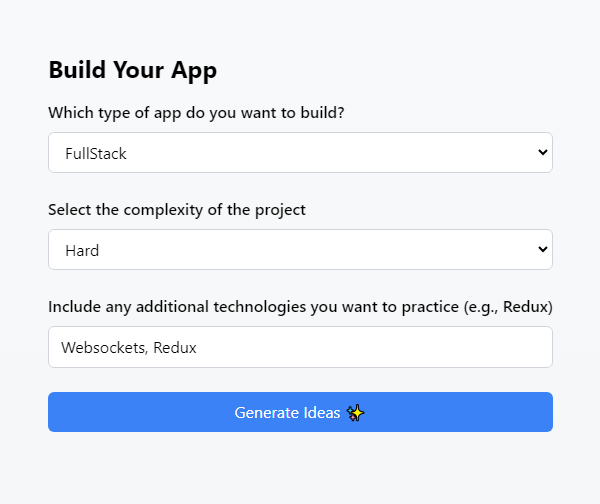 Build Your App
Which type of app do you want to build?
FullStack
Select the complexity of the project
Hard
Include any additional technologies you want to practice (e.g., Redux)
Websockets, Redux
Generate Ideas ✨